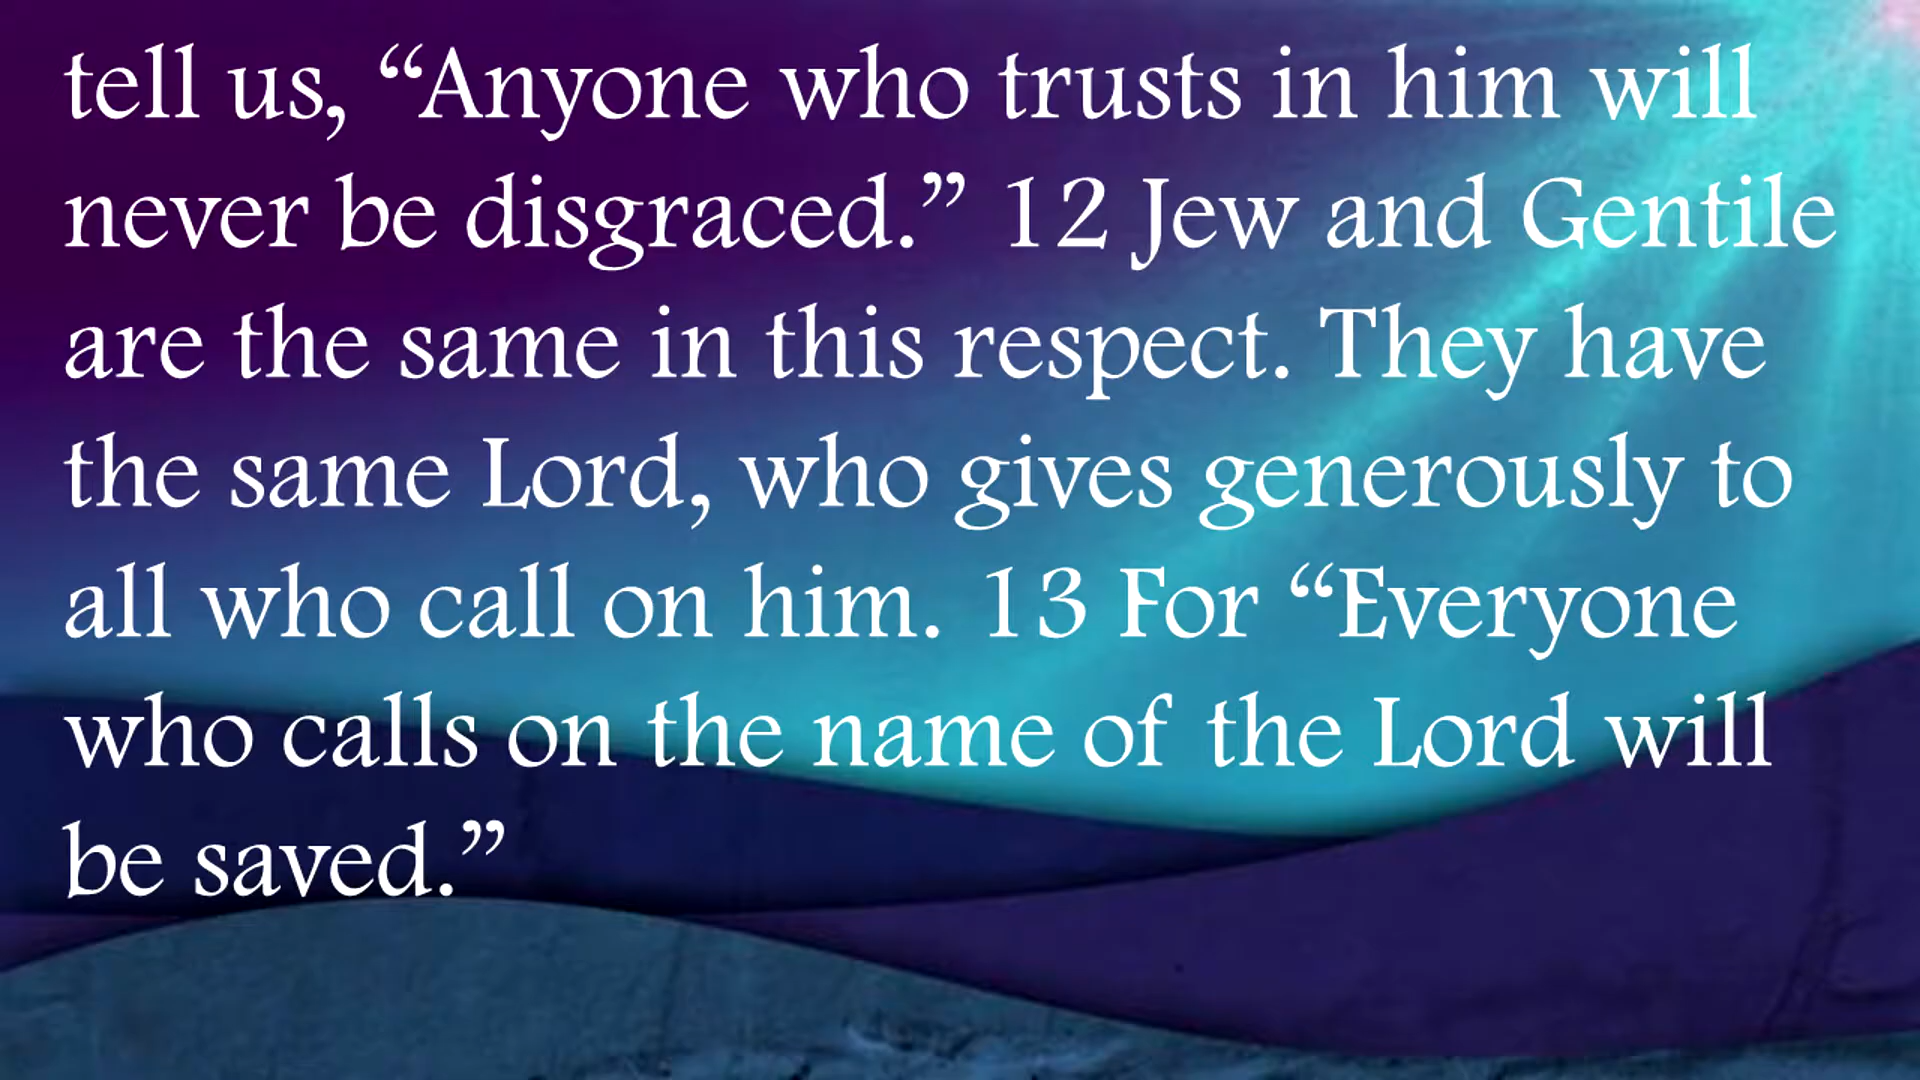 tell us, “Anyone who trusts in him will
never be disgraced.” 12 Jew and Gentile
are the same in this respect. They have
the same Lord, who gives generously to
all who call on him. 13 For “Everyone
who calls on the name of the Lord will
be saved.”